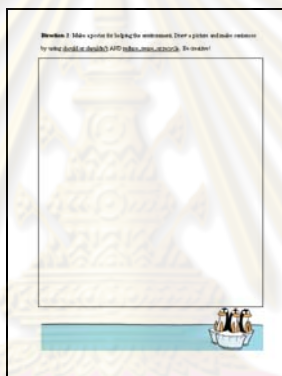 Direction 3 Make a poster for helping the environment. Draw a picture and make sentences
by using should or shouldn't AND reduce, reuse, or recycle. Be creative!